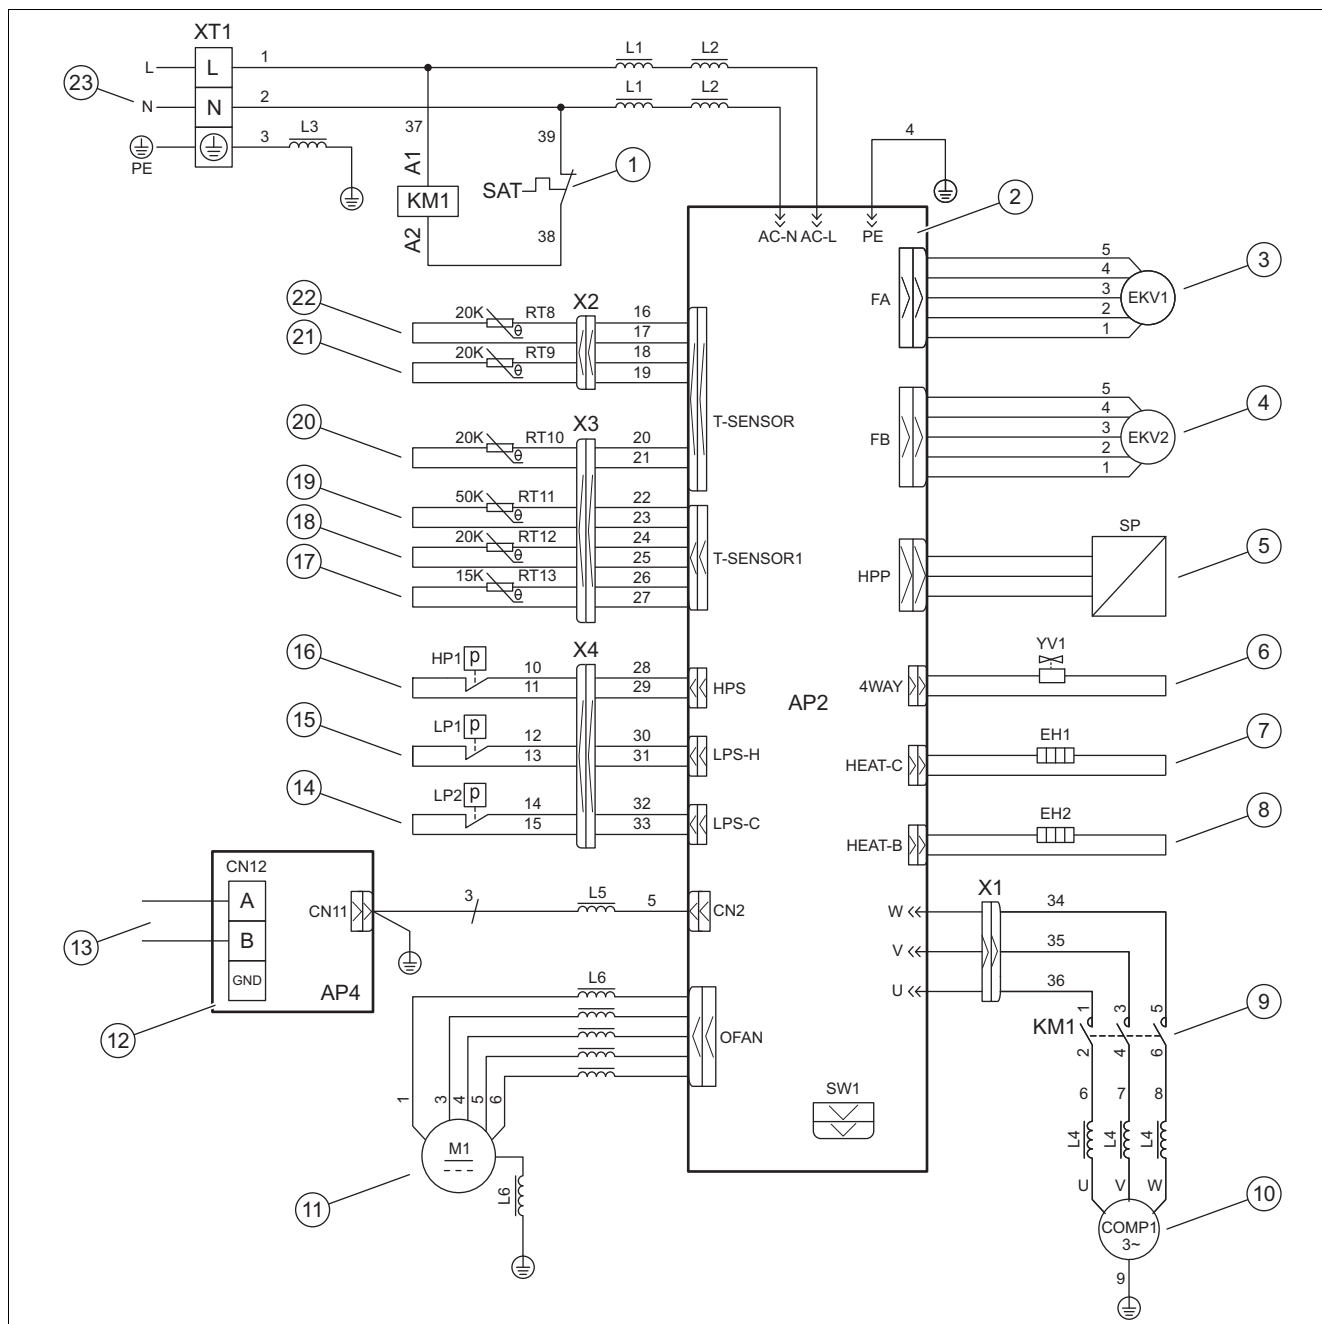 XT1
L L 1 L1 L2
23
N N 2 L1 L2
PE 3 L3
37 39 4
A1 SAT 1
KM1
A2 38
AC-N AC-L PE 2
FA 5 4 3 2 1 EKV1 3
22 20K RT8 X2 16
17
21 20K RT9 18
19
T-SENSOR
FB 5 4 3 2 1 EKV2 4
20 20K RT10 X3 20
21
19 50K RT11 22
23
18 20K RT12 24
25
T-SENSOR1
17 15K RT13 26
27
HPP SP 5
16 HP1 p 10 X4 28
11 29 HPS
AP2
4WAY YV1 6
15 LP1 p 12 30
13 31 LPS-H
HEAT-C EH1 7
14 LP2 p 14 32
15 33 LPS-C
HEAT-B EH2 8
CN12
A
B
GND
CN11 3 L5 5 CN2
13
AP4
12
X1
W 34
V 35
U 36
L6
OFAN
1 3 4 5 6
M1
L6
11
SW1
1 3 5
KM1 9
2 4 6
6 7 8
L4 L4 L4
U V W
COMP1
3~
10
9